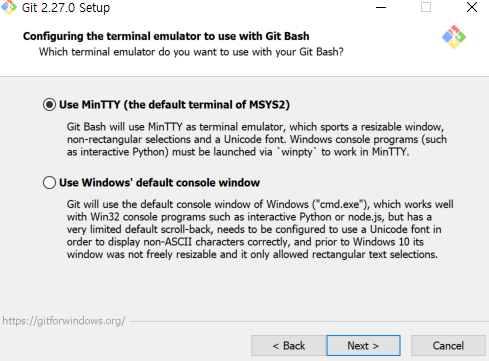 Git 2.27.0 Setup
Configuring the terminal emulator to use with Git Bash
Which terminal emulator do you want to use with your Git Bash?
Use MinTTY (the default terminal of MSYS2)
Git Bash will use MinTTY as terminal emulator, which sports a resizable window,
non-rectangular selections and a Unicode font. Windows console programs (such
as interactive Python) must be launched via `winpty` to work in MinTTY.
Use Windows' default console window
Git will use the default console window of Windows ("cmd.exe"), which works well
with Win32 console programs such as interactive Python or node.js, but has a
very limited default scroll-back, needs to be configured to use a Unicode font in
order to display non-ASCII characters correctly, and prior to Windows 10 its
window was not freely resizable and it only allowed rectangular text selections.
https://gitforwindows.org/
< Back
Next >
Cancel